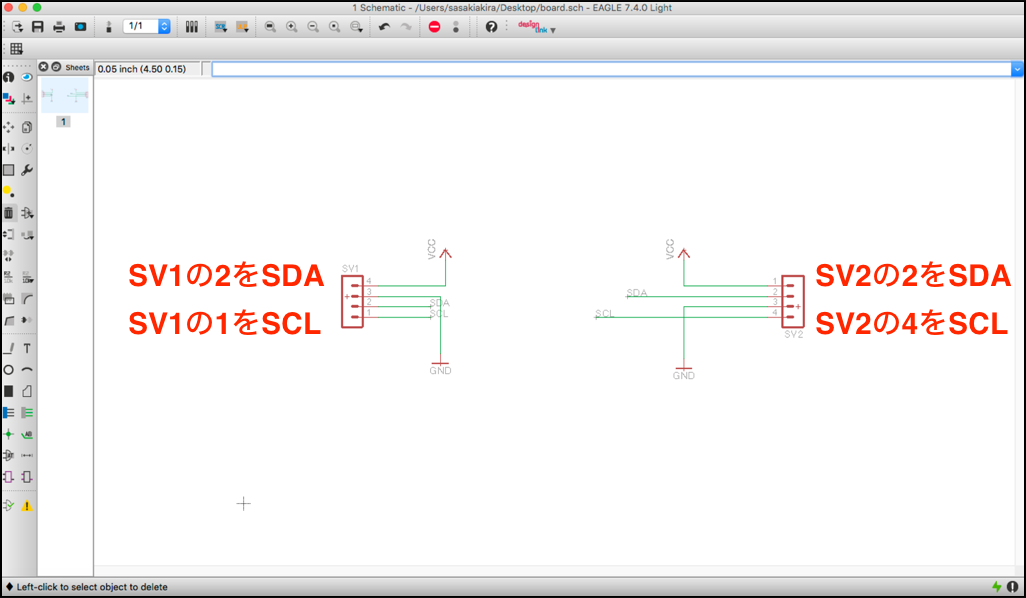 1 Schematic - /Users/sasakiakira/Desktop/board.sch - EAGLE 7.4.0 Light
1/1
SCR
design
link
Sheets
0.05 inch (4.50 0.15)
1
SV1の2をSDA
SV1の1をSCL
SV1
4
3
2
1
VCC
SDA
SCL
GND
VCC
SDA
SCL
GND
1
2
3
4
SV2
SV2の2をSDA
SV2の4をSCL
Left-click to select object to delete